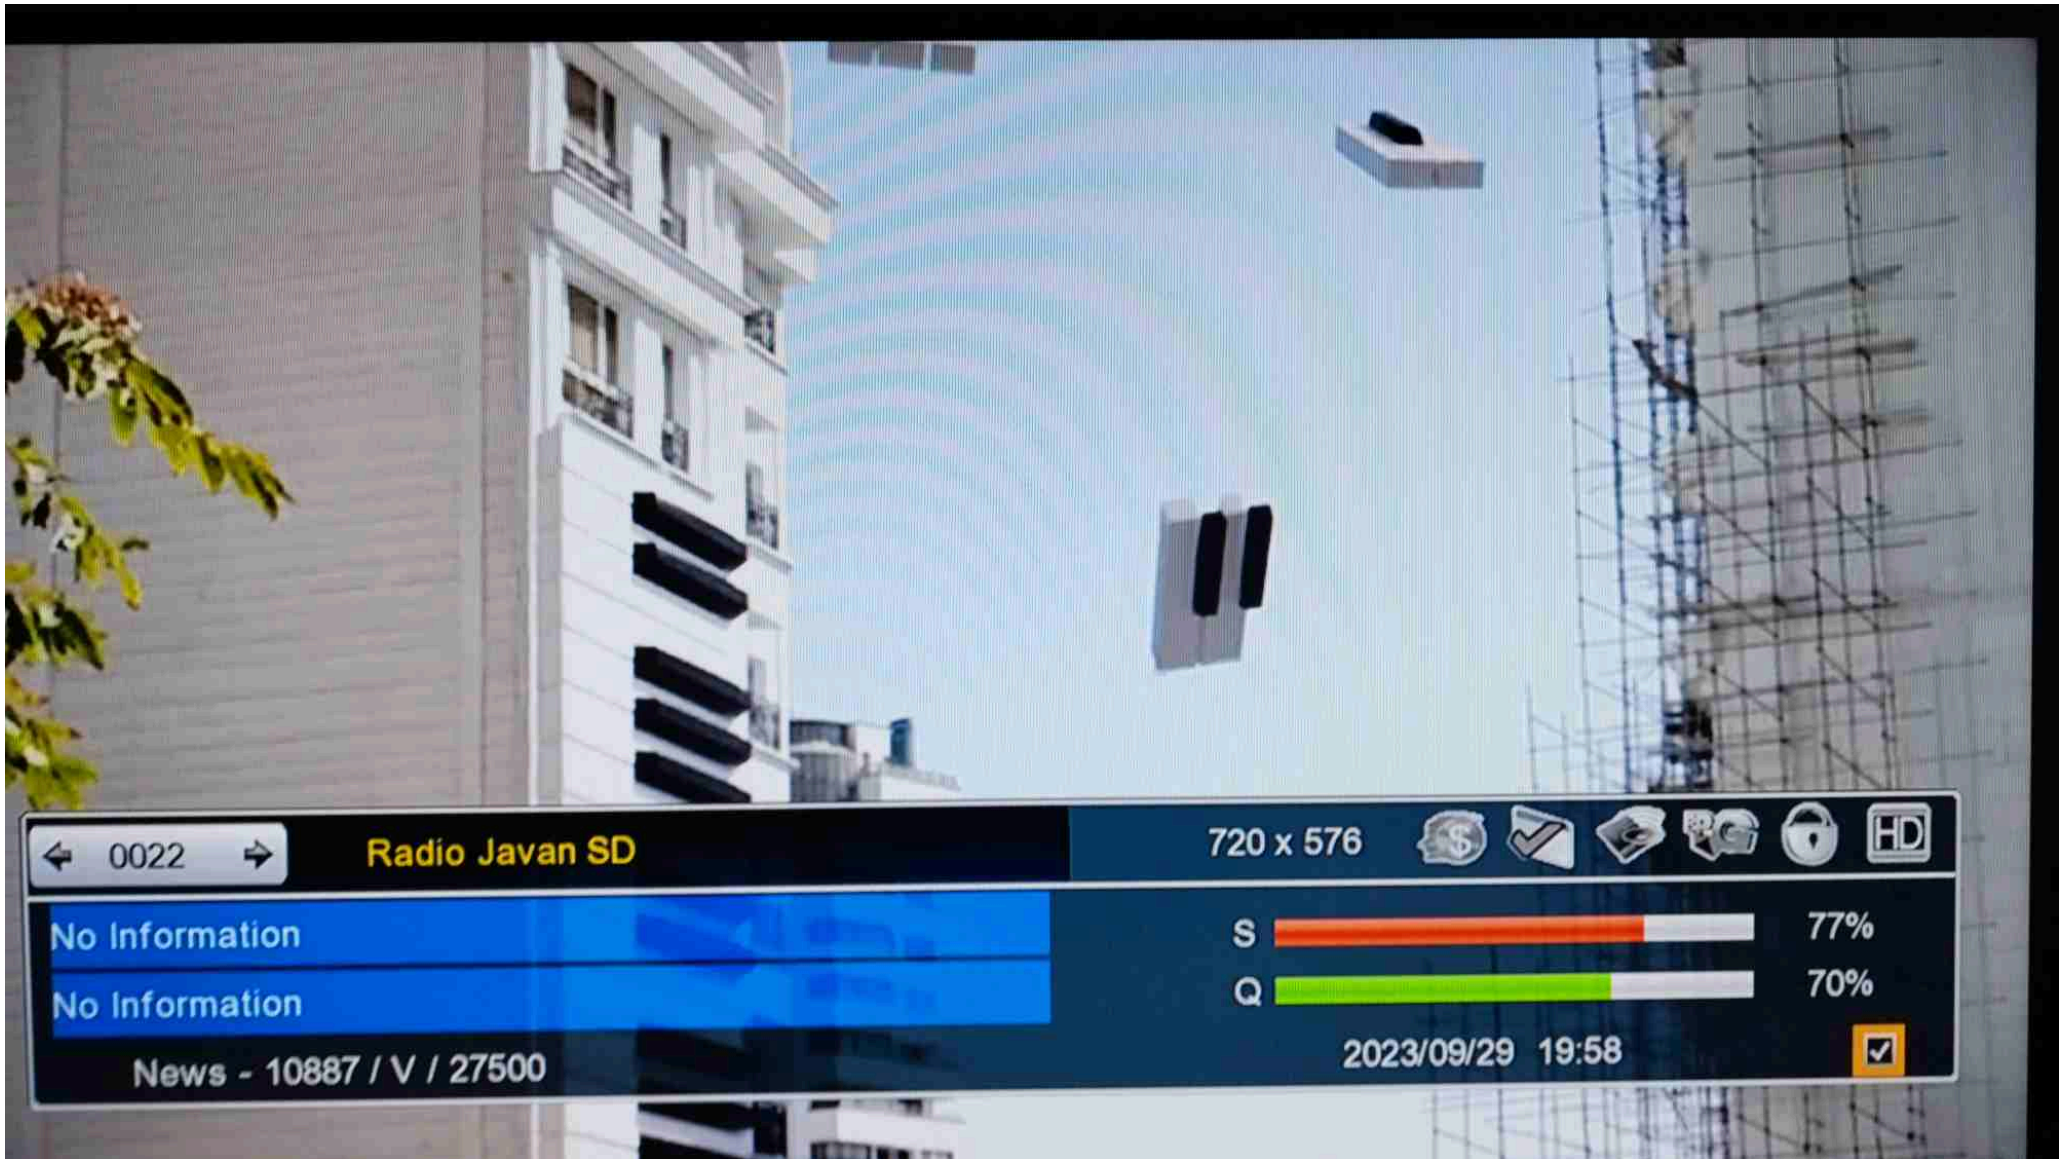 0022
Radio Javan SD
720 x 576
$
HD
No Information
S
77%
No Information
Q
70%
News - 10887 / V / 27500
2023/09/29 19:58